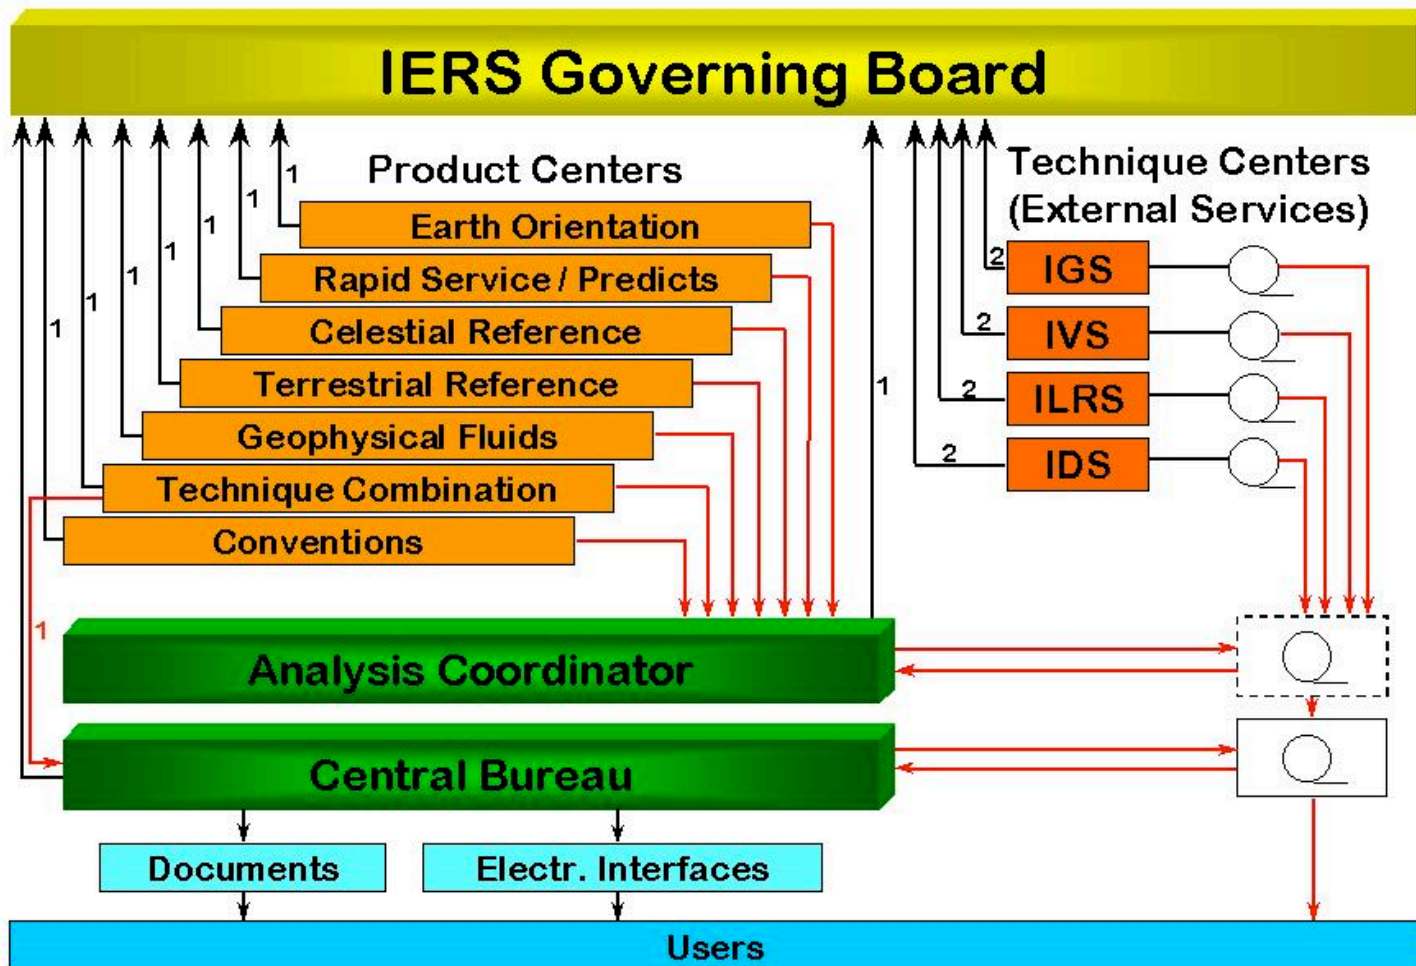 IERS Governing Board
Product Centers
Technique Centers
(External Services)
1
1
1
1
1
1
1
1
Earth Orientation
Rapid Service / Predicts
Celestial Reference
Terrestrial Reference
Geophysical Fluids
Technique Combination
Conventions
1
2
IGS
2
IVS
2
ILRS
2
IDS
1
Analysis Coordinator
Central Bureau
Documents
Electr. Interfaces
Users